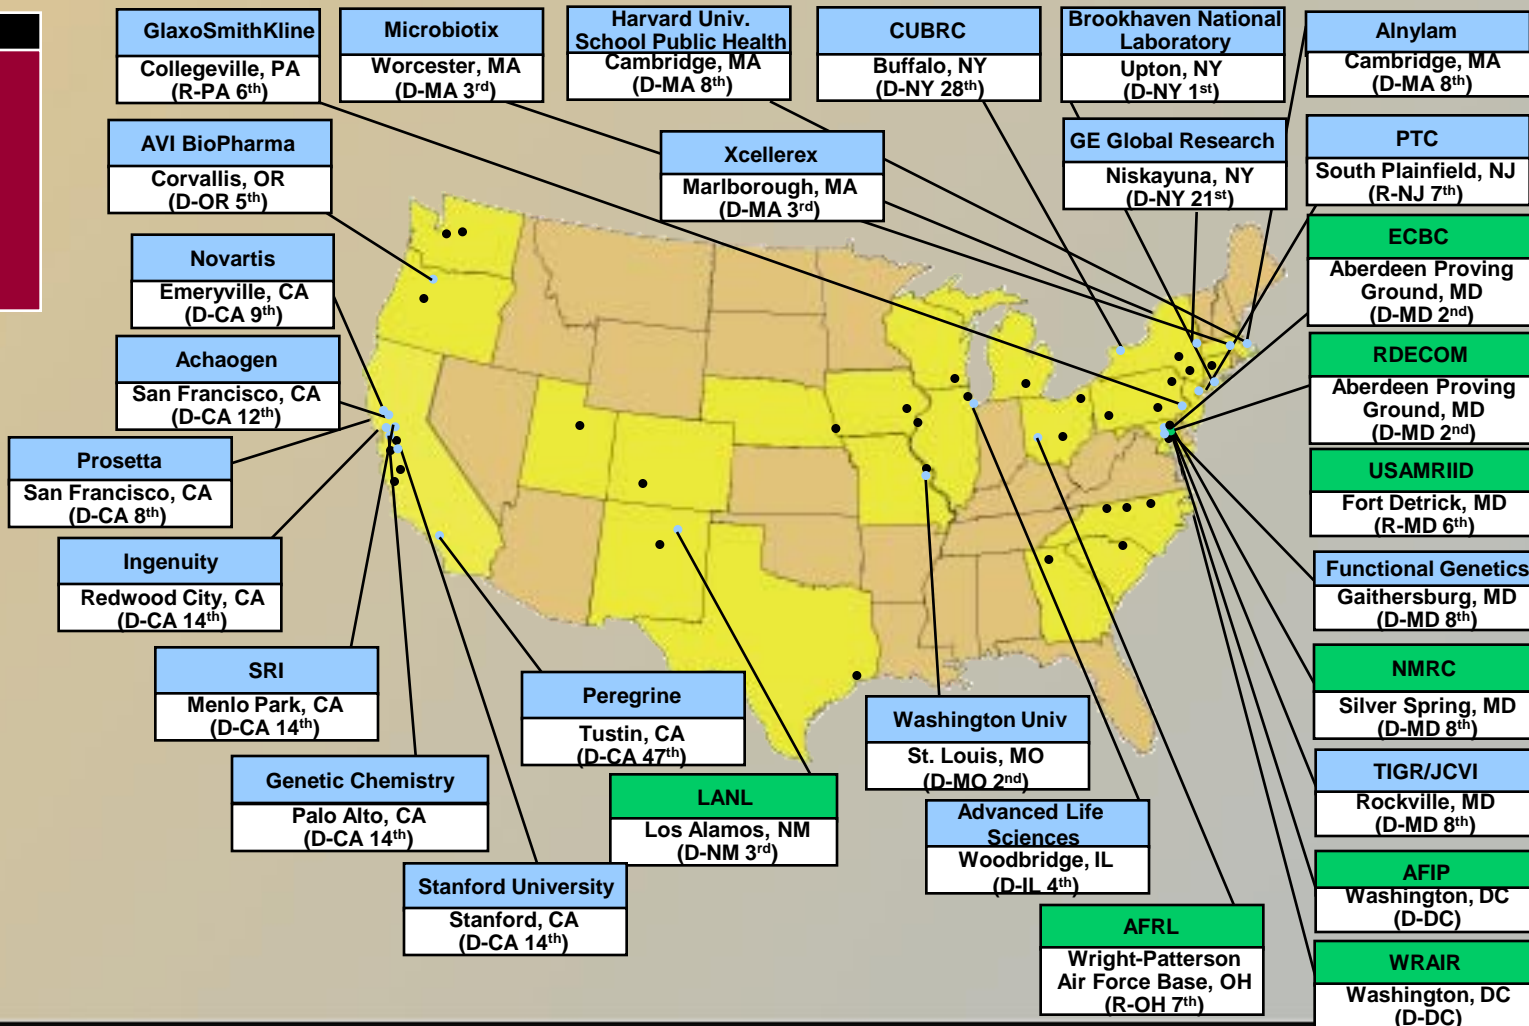 GlaxoSmithKline
Collegeville, PA
(R-PA 6th)
Microbiotix
Worcester, MA
(D-MA 3rd)
Harvard Univ.
School Public Health
Cambridge, MA
(D-MA 8th)
CUBRC
Buffalo, NY
(D-NY 28th)
Brookhaven National
Laboratory
Upton, NY
(D-NY 1st)
Alnylam
Cambridge, MA
(D-MA 8th)
AVI BioPharma
Corvallis, OR
(D-OR 5th)
Xcellerex
Marlborough, MA
(D-MA 3rd)
GE Global Research
Niskayuna, NY
(D-NY 21st)
PTC
South Plainfield, NJ
(R-NJ 7th)
Novartis
Emeryville, CA
(D-CA 9th)
ECBC
Aberdeen Proving
Ground, MD
(D-MD 2nd)
Achaogen
San Francisco, CA
(D-CA 12th)
RDECOM
Aberdeen Proving
Ground, MD
(D-MD 2nd)
Prosetta
San Francisco, CA
(D-CA 8th)
USAMRIID
Fort Detrick, MD
(R-MD 6th)
Ingenuity
Redwood City, CA
(D-CA 14th)
Functional Genetics
Gaithersburg, MD
(D-MD 8th)
SRI
Menlo Park, CA
(D-CA 14th)
Peregrine
Tustin, CA
(D-CA 47th)
Washington Univ
St. Louis, MO
(D-MO 2nd)
NMRC
Silver Spring, MD
(D-MD 8th)
Genetic Chemistry
Palo Alto, CA
(D-CA 14th)
LANL
Los Alamos, NM
(D-NM 3rd)
Advanced Life
Sciences
Woodbridge, IL
(D-IL 4th)
TIGR/JCVI
Rockville, MD
(D-MD 8th)
Stanford University
Stanford, CA
(D-CA 14th)
AFRL
Wright-Patterson
Air Force Base, OH
(R-OH 7th)
AFIP
Washington, DC
(D-DC)
WRAIR
Washington, DC
(D-DC)